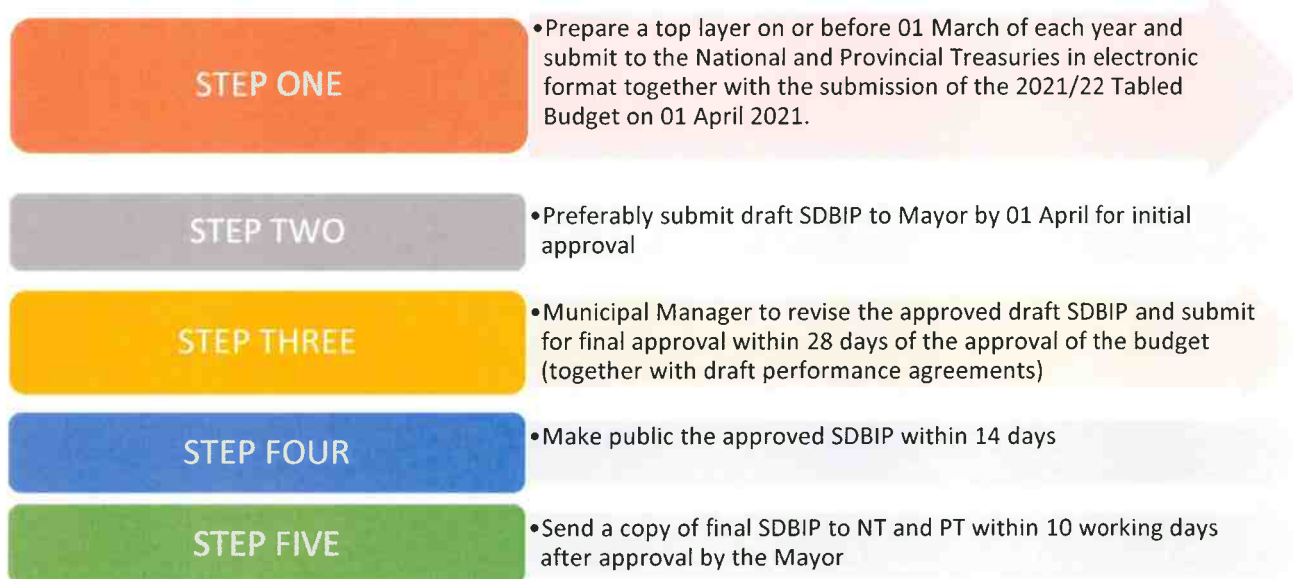 STEP ONE
•Prepare a top layer on or before 01 March of each year and
submit to the National and Provincial Treasuries in electronic
format together with the submission of the 2021/22 Tabled
Budget on 01 April 2021.
STEP TWO
•Preferably submit draft SDBIP to Mayor by 01 April for initial
approval
STEP THREE
•Municipal Manager to revise the approved draft SDBIP and submit
for final approval within 28 days of the approval of the budget
(together with draft performance agreements)
STEP FOUR
•Make public the approved SDBIP within 14 days
STEP FIVE
•Send a copy of final SDBIP to NT and PT within 10 working days
after approval by the Mayor